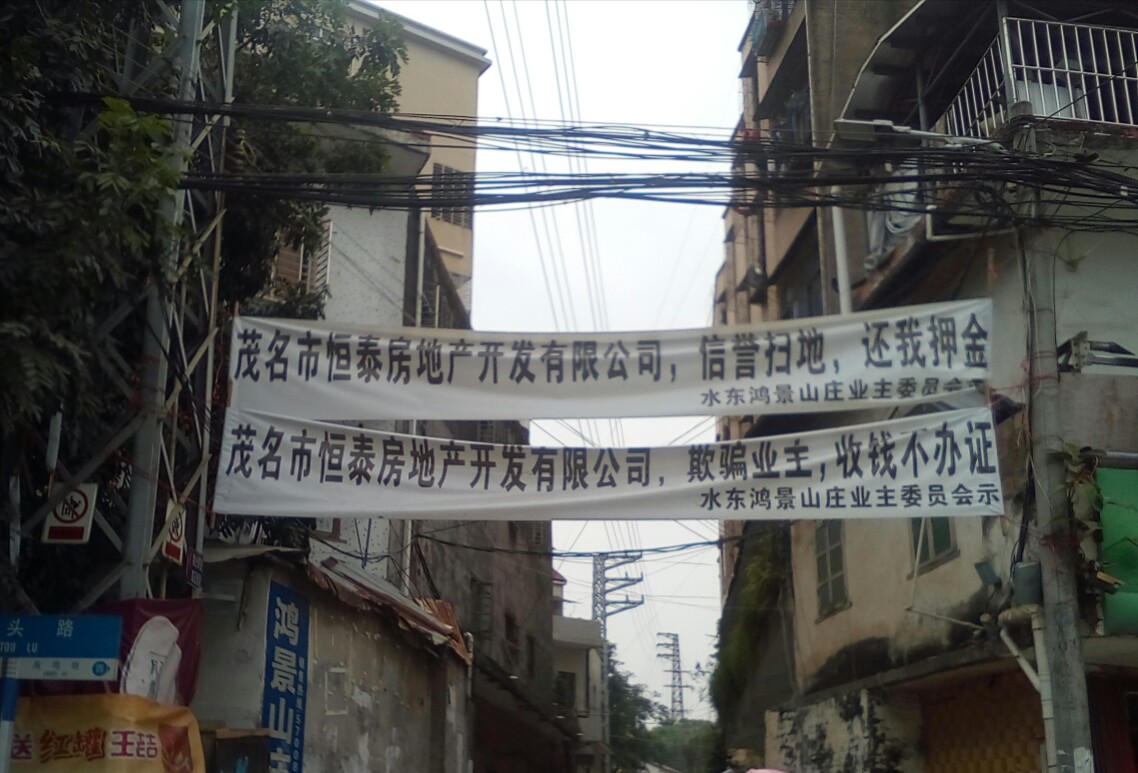 茂名市恒泰房地产开发有限公司，信誉扫地，还我押金
水东鸿景山庄业主委员会示
茂名市恒泰房地产开发有限公司，欺骗业主，收钱不办证
水东鸿景山庄业主委员会示
头路
TOU LU
鸿景山庄
送红罐王喆